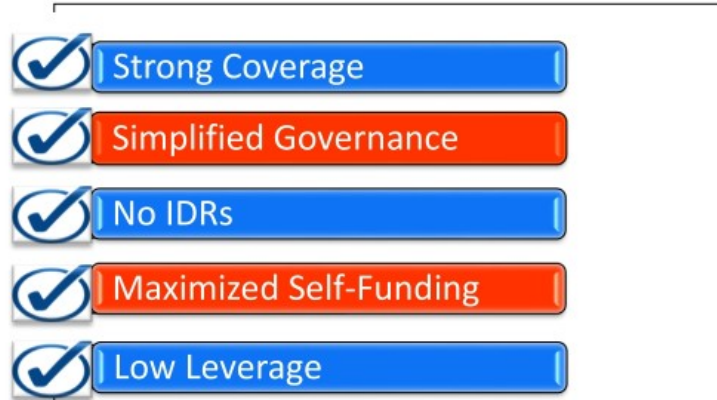 Strong Coverage
Simplified Governance
No IDRs
Maximized Self-Funding
Low Leverage